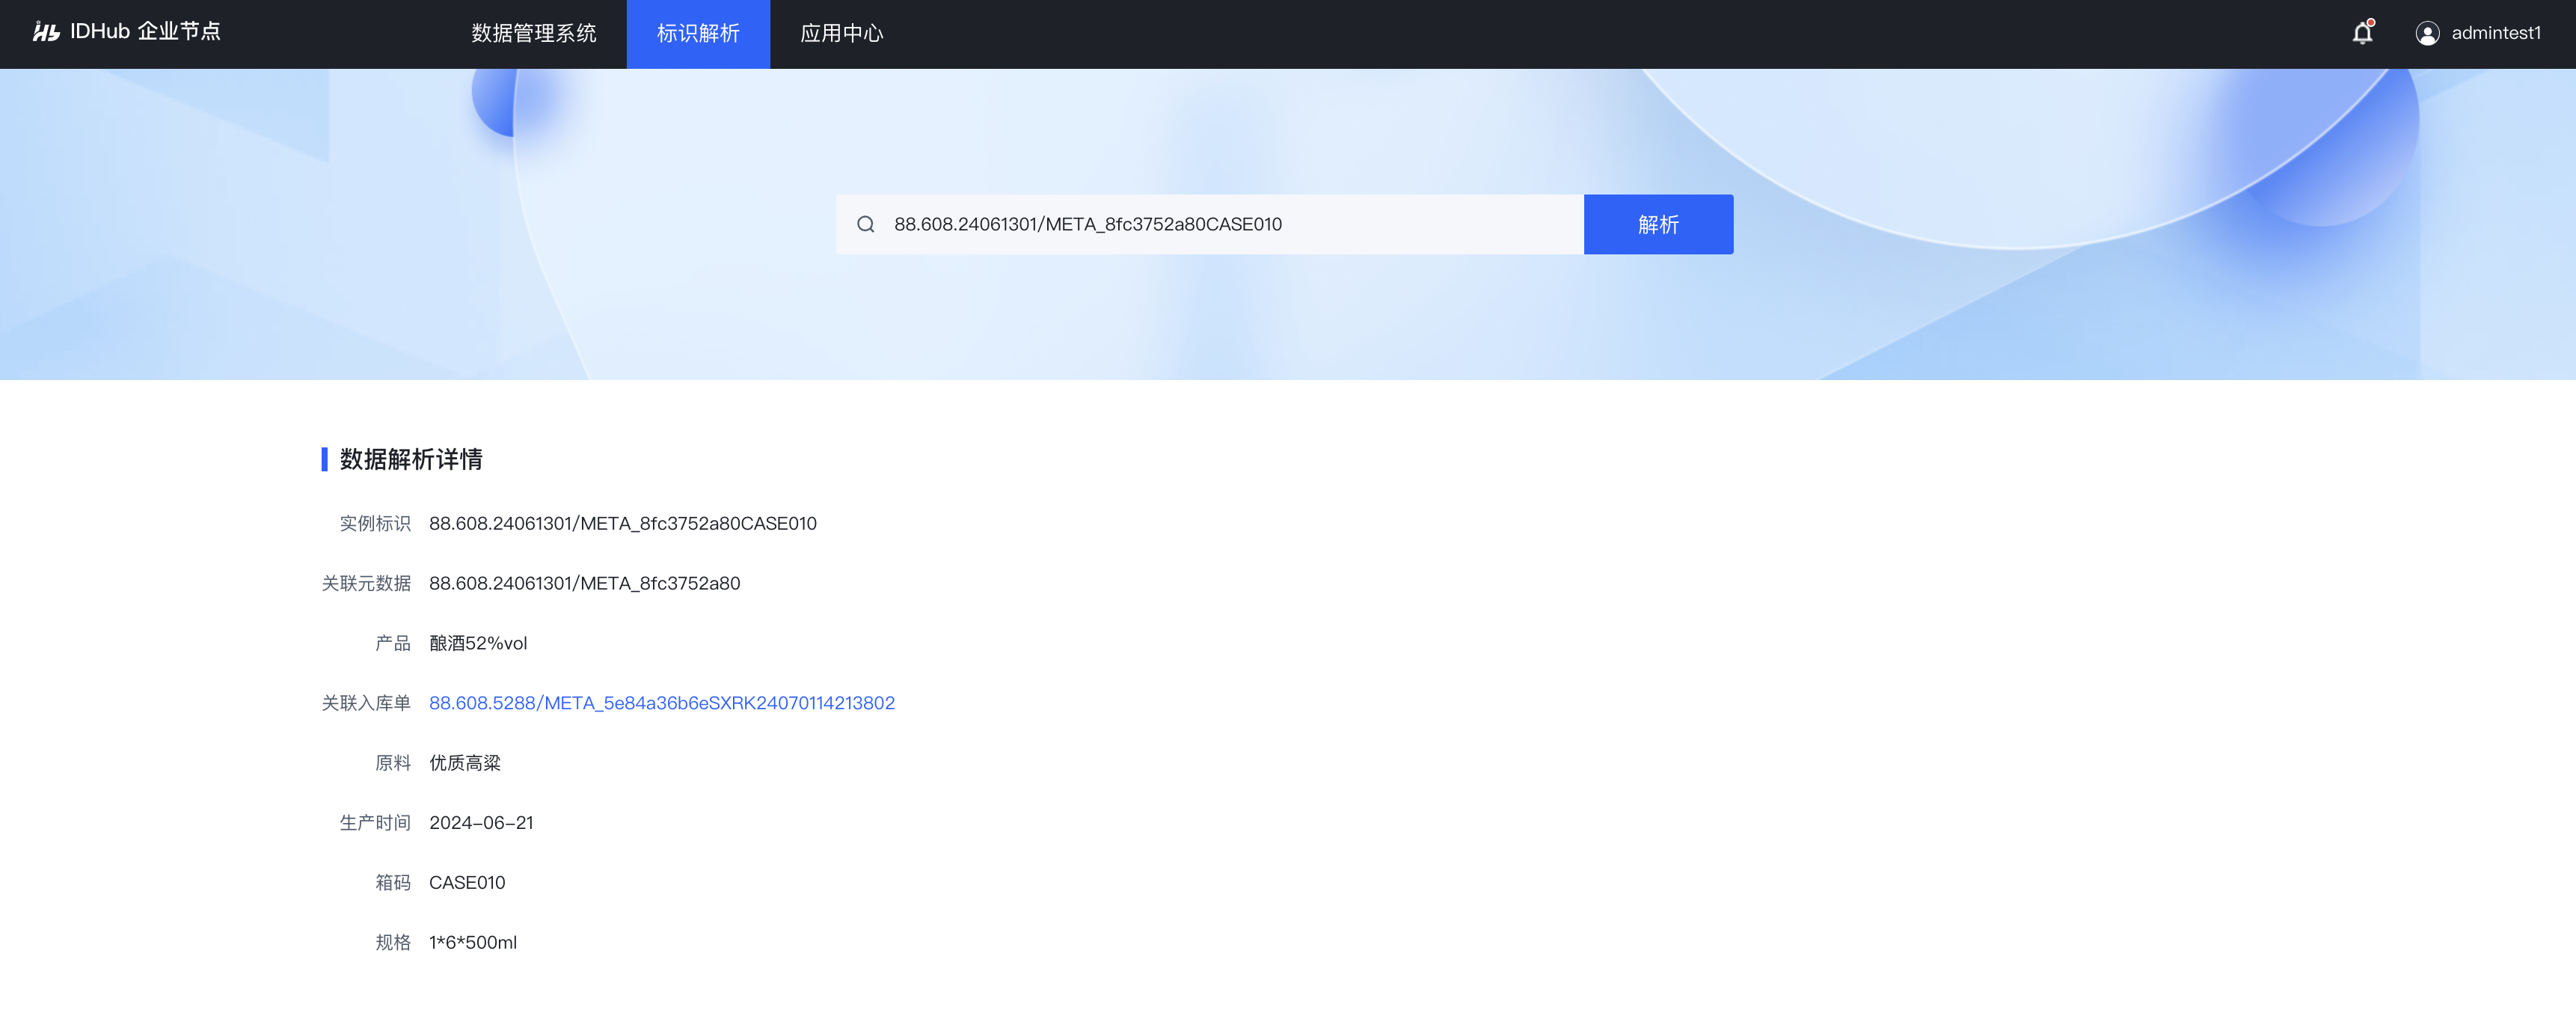 IDHub 企业节点
数据管理系统
标识解析
应用中心
admintest1
88.608.24061301/META_8fc3752a80CASE010
解析
数据解析详情
实例标识 88.608.24061301/META_8fc3752a80CASE010
关联元数据 88.608.24061301/META_8fc3752a80
产品 酿酒52%vol
关联入库单 88.608.5288/META_5e84a36b6eSXRK24070114213802
原料 优质高粱
生产时间 2024-06-21
箱码 CASE010
规格 1*6*500ml